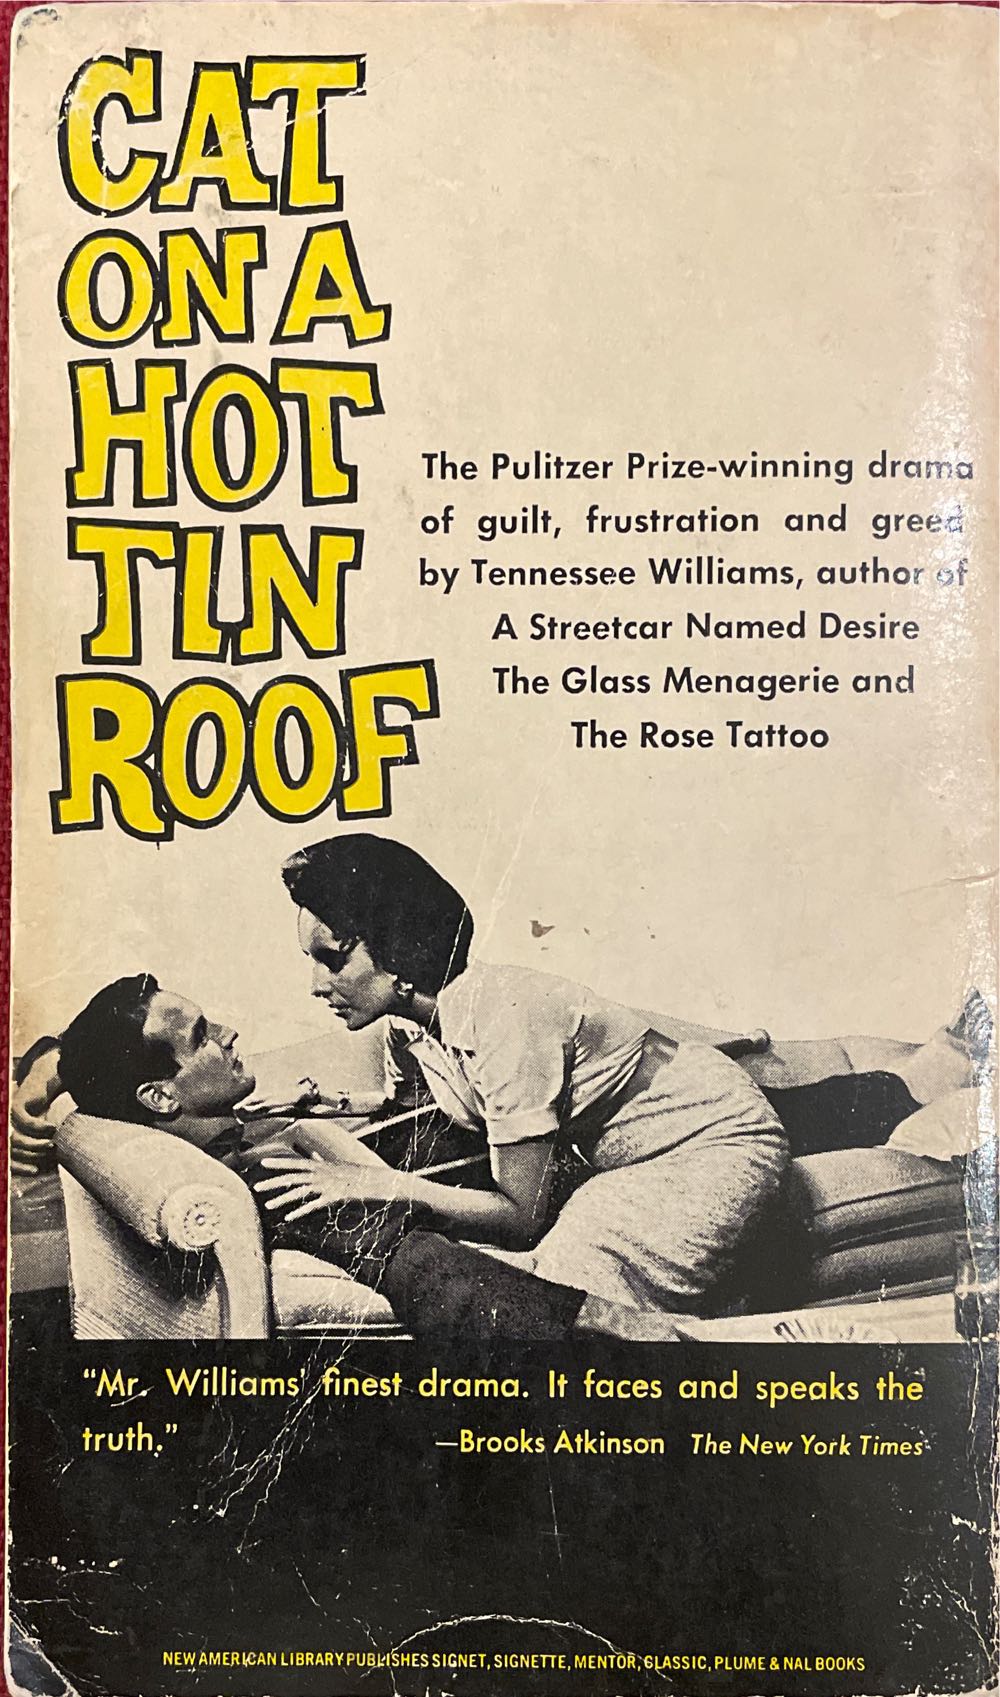 CAT
ON A
HOT
TIN
ROOF
The Pulitzer Prize-winning drama
of guilt, frustration and greed
by Tennessee Williams, author of
A Streetcar Named Desire
The Glass Menagerie and
The Rose Tattoo
"Mr. Williams' finest drama. It faces and speaks the
truth." —Brooks Atkinson The New York Times
NEW AMERICAN LIBRARY PUBLISHES SIGNET, SIGNETTE, MENTOR, CLASSIC, PLUME & NAL BOOKS